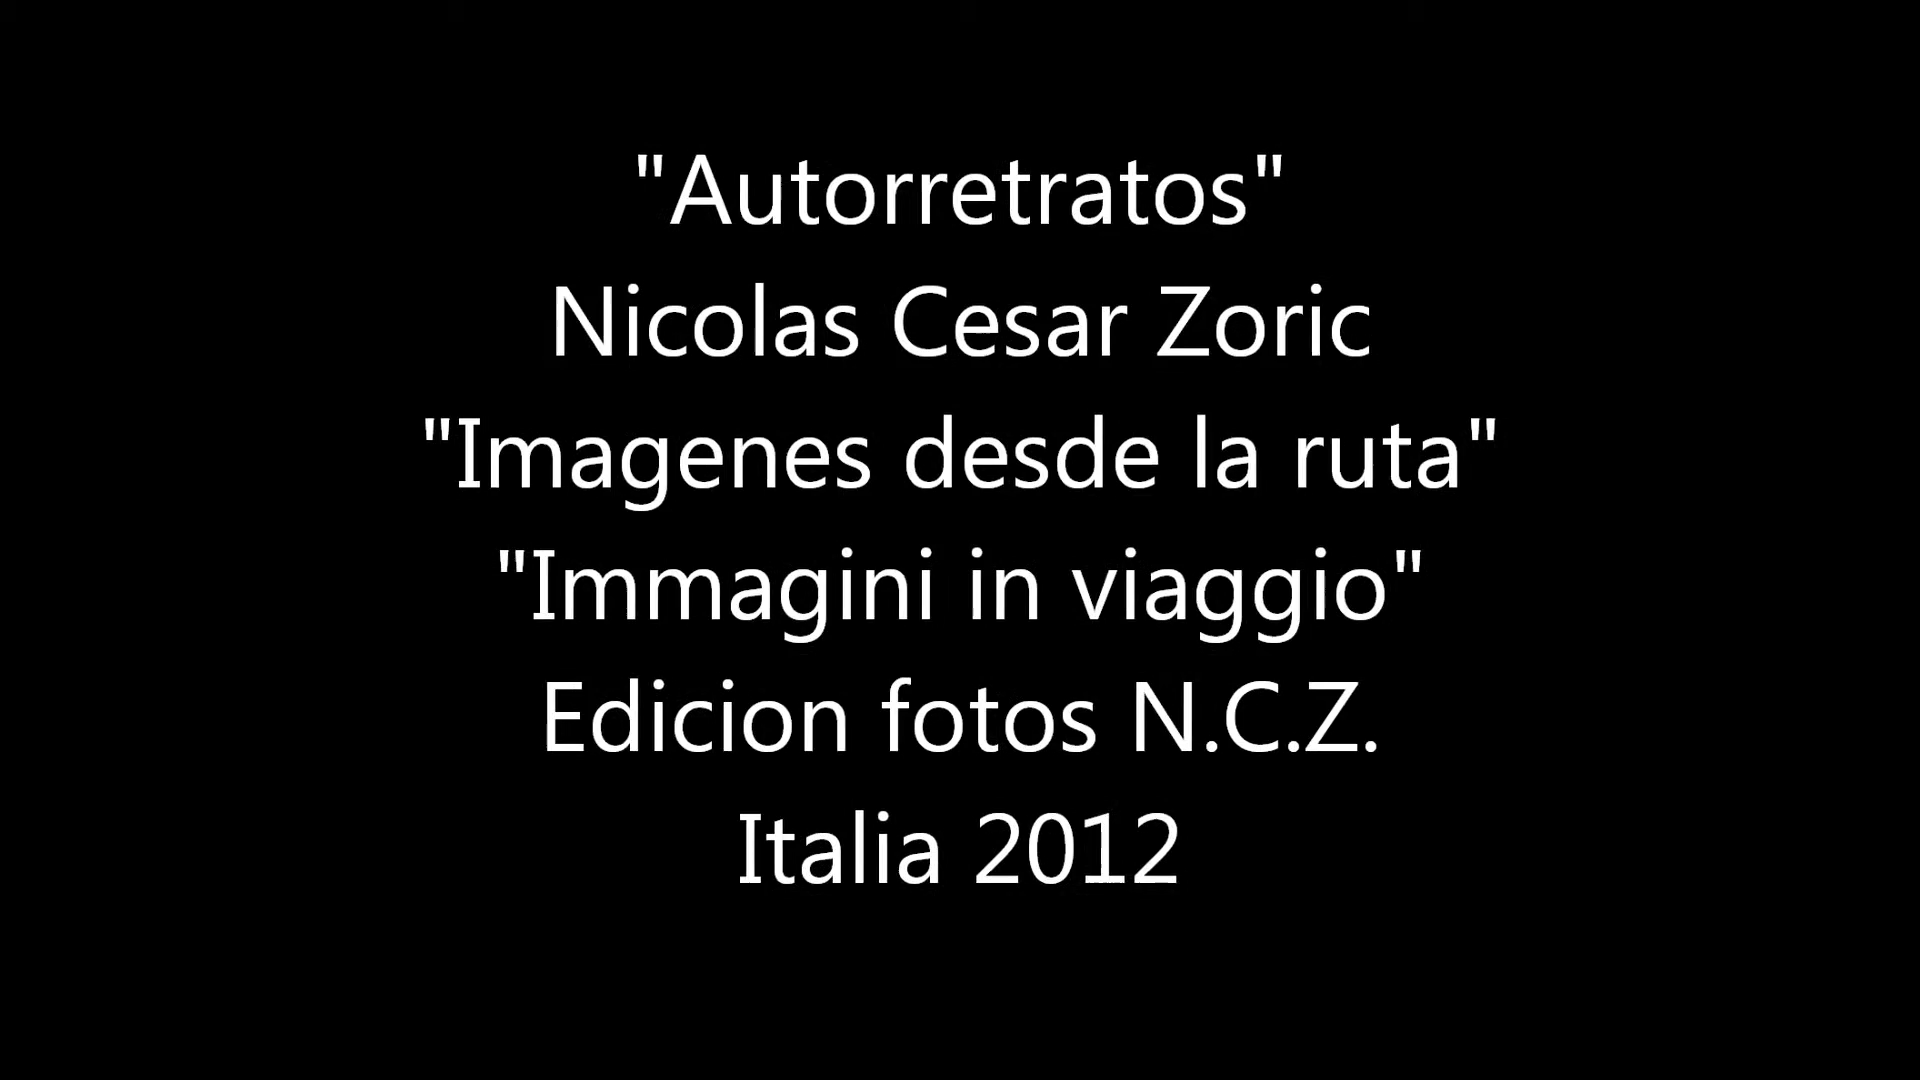 "Autorretratos"
Nicolas Cesar Zoric
"Imagenes desde la ruta"
"Immagini in viaggio"
Edicion fotos N.C.Z.
Italia 2012